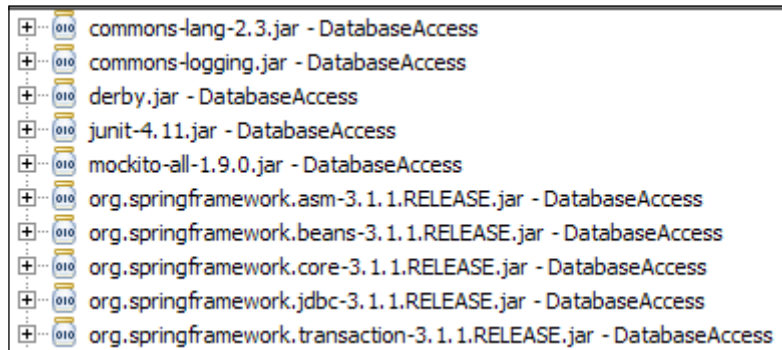 commons-lang-2.3.jar - DatabaseAccess
commons-logging.jar - DatabaseAccess
derby.jar - DatabaseAccess
junit-4.11.jar - DatabaseAccess
mockito-all-1.9.0.jar - DatabaseAccess
org.springframework.asm-3.1.1.RELEASE.jar - DatabaseAccess
org.springframework.beans-3.1.1.RELEASE.jar - DatabaseAccess
org.springframework.core-3.1.1.RELEASE.jar - DatabaseAccess
org.springframework.jdbc-3.1.1.RELEASE.jar - DatabaseAccess
org.springframework.transaction-3.1.1.RELEASE.jar - DatabaseAccess